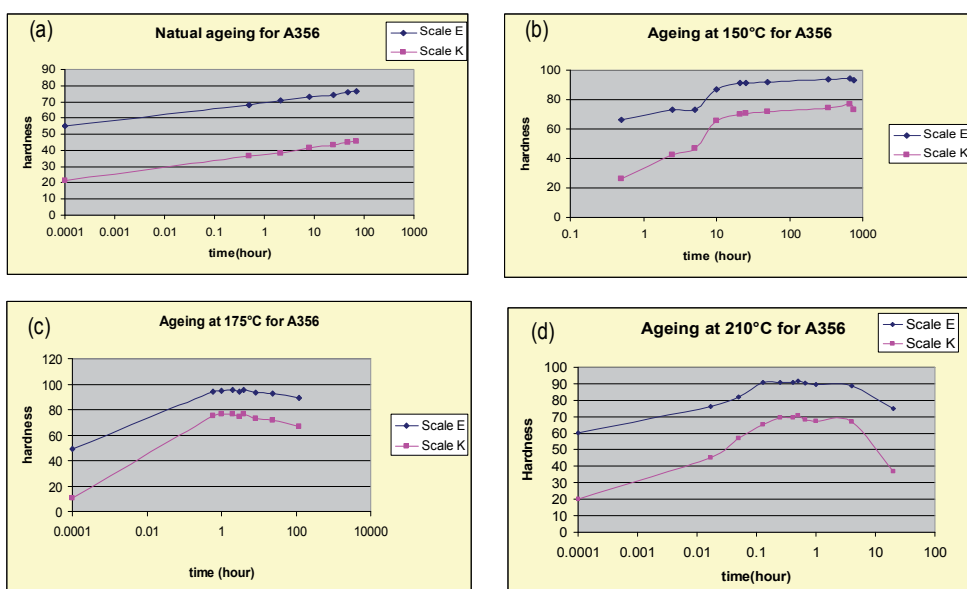 (a)
Natual ageing for A356
Scale E
Scale K
hardness
90
80
70
60
50
40
30
20
10
0
0.0001 0.001 0.01 0.1 1 10 100 1000
time(hour)
(b)
Ageing at 150°C for A356
Scale E
Scale K
hardness
100
80
60
40
20
0
0.1 1 10 100 1000
time (hour)
(c)
Ageing at 175°C for A356
Scale E
Scale K
hardness
120
100
80
60
40
20
0
0.0001 0.01 1 100 10000
time (hour)
(d)
Ageing at 210°C for A356
Scale E
Scale K
Hardness
100
90
80
70
60
50
40
30
20
10
0
0.0001 0.001 0.01 0.1 1 10 100
time(hour)